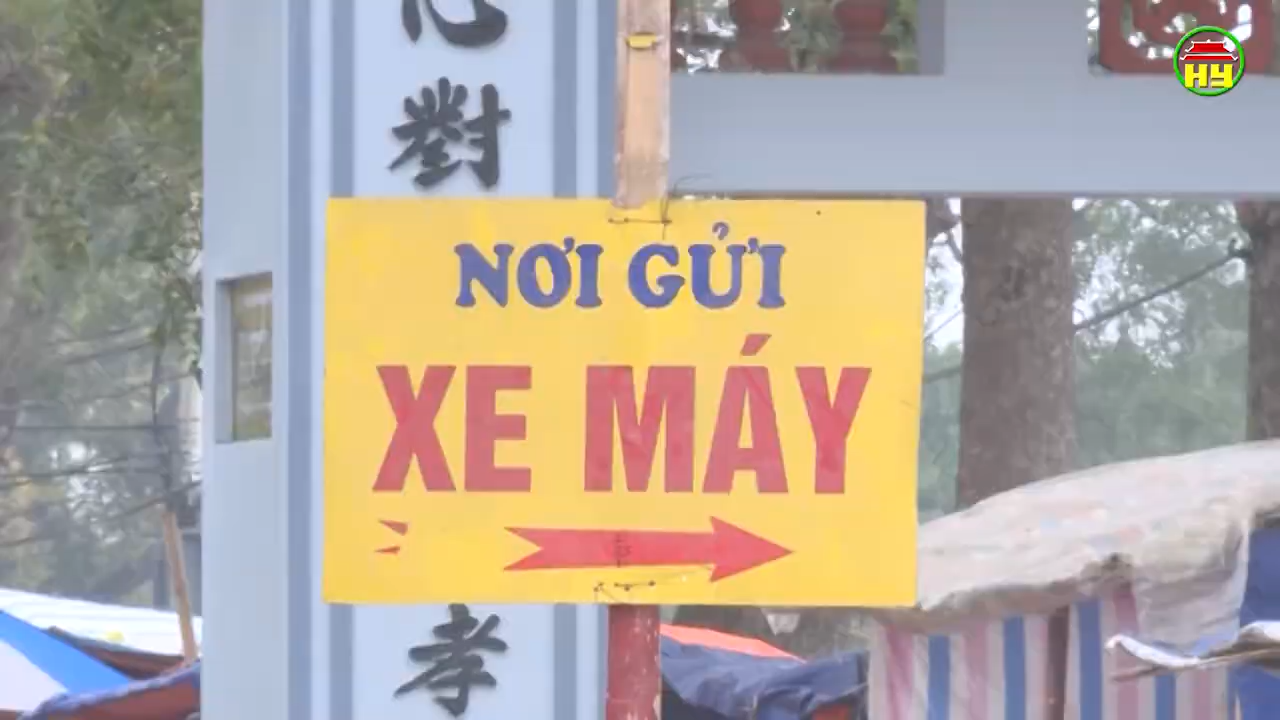 心
對
HY
NƠI GỬI
XE MÁY
孝